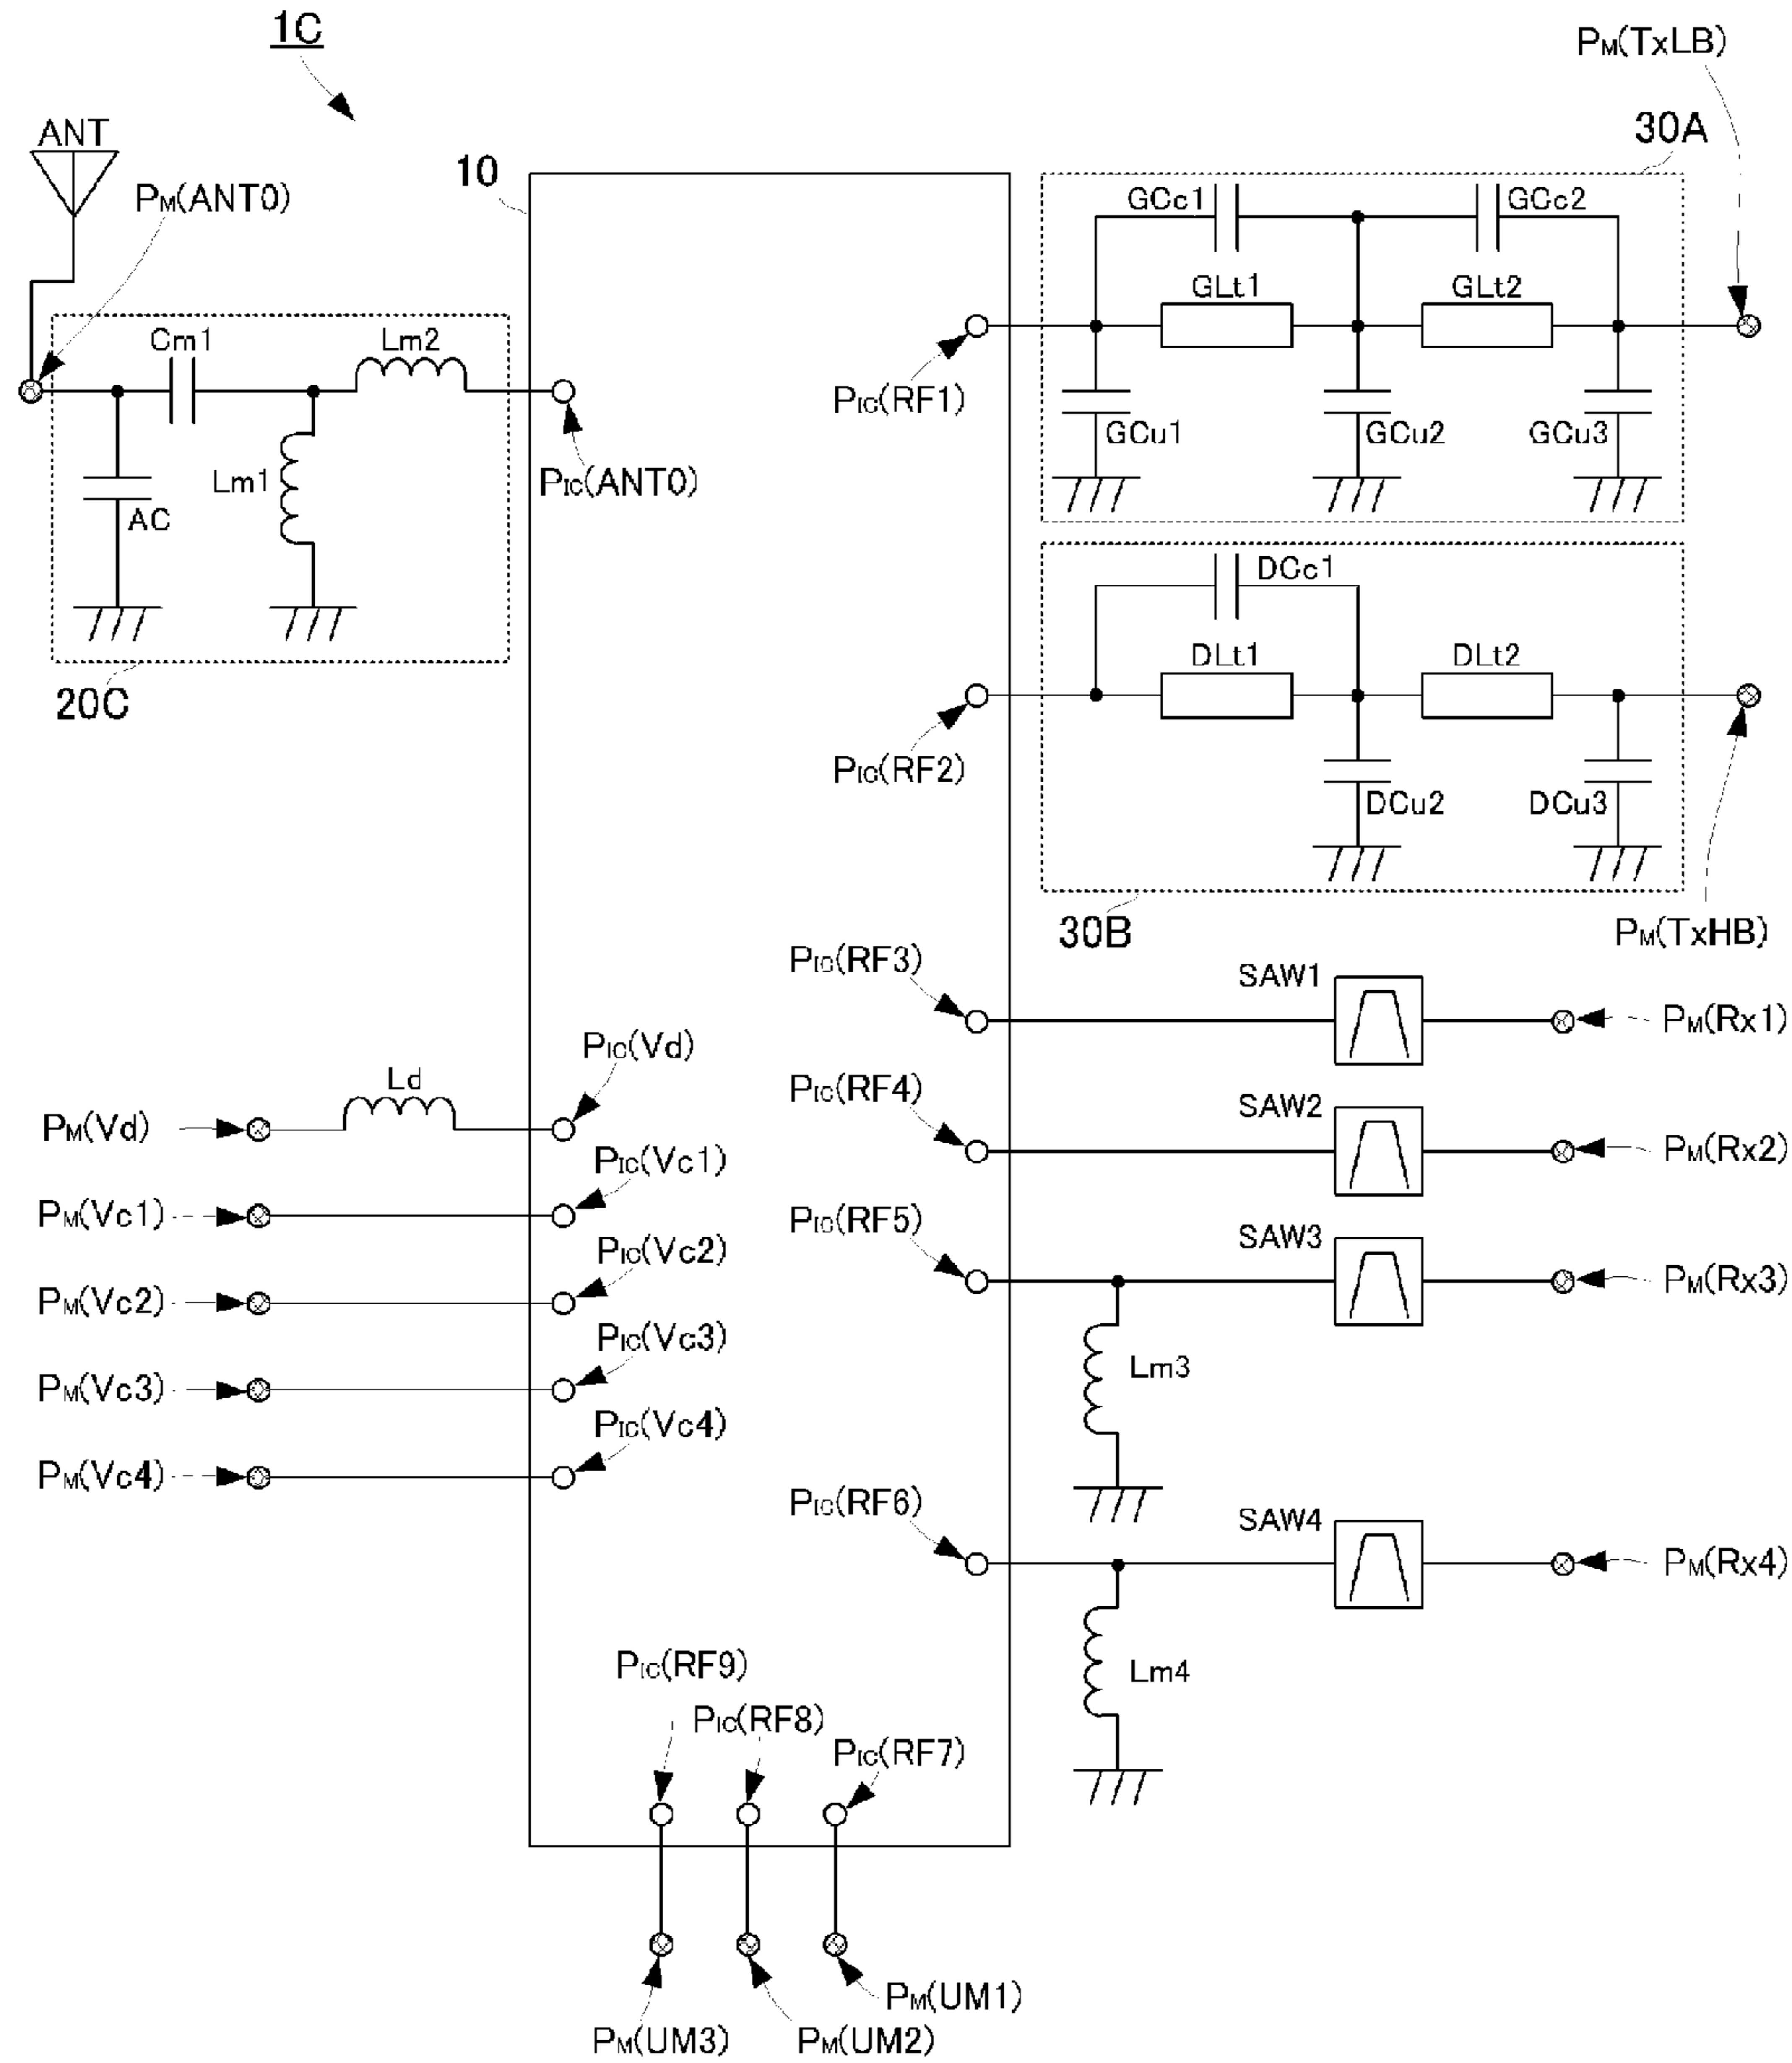 1C
PM(TxLB)
ANT
30A
10
PM(ANT0)
GCc1
GCc2
GLt1
GLt2
Cm1
Lm2
PIC(RF1)
GCu1
GCu2
GCu3
Lm1
PIC(ANT0)
AC
DCc1
20C
DLt1
DLt2
PIC(RF2)
DCu2
DCu3
30B
PM(TxHB)
PIC(RF3)
SAW1
PM(Rx1)
PIC(Vd)
Ld
PIC(RF4)
SAW2
PM(Vd)
PM(Rx2)
PIC(Vc1)
PM(Vc1)
PIC(RF5)
SAW3
PIC(Vc2)
PM(Rx3)
PM(Vc2)
PIC(Vc3)
Lm3
PM(Vc3)
PIC(Vc4)
PM(Vc4)
PIC(RF6)
SAW4
PM(Rx4)
PIC(RF9)
Lm4
PIC(RF8)
PIC(RF7)
PM(UM1)
PM(UM3)
PM(UM2)